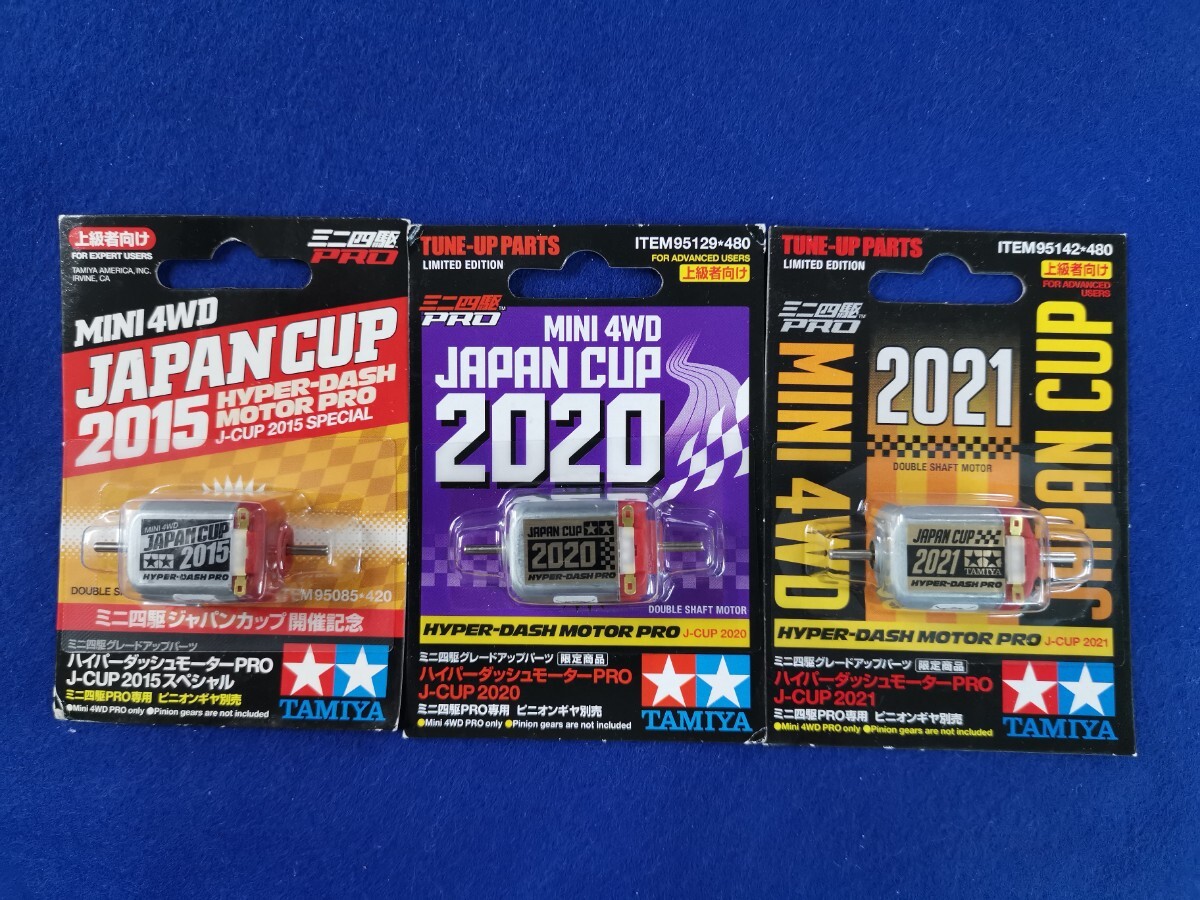 上級者向け
FOR EXPERT USERS
TAMIYA AMERICA, INC.
IRVINE, CA
ミニ四駆
PRO
MINI 4WD
JAPAN CUP
2015
HYPER-DASH
MOTOR PRO
J-CUP 2015 SPECIAL
MINI 4WD
JAPAN CUP
2015
HYPER-DASH PRO
DOUBLE S
EM95085*420
ミニ四駆ジャパンカップ開催記念
ミニ四駆グレードアップパーツ
ハイパーダッシュモーターPRO
J-CUP 2015 スペシャル
ミニ四駆PRO専用 ピニオンギヤ別売
●Mini 4WD PRO only ●Pinion gears are not included
TAMIYA
TUNE-UP PARTS
LIMITED EDITION
ITEM95129*480
FOR ADVANCED USERS
上級者向け
ミニ四駆™
PRO
MINI 4WD
JAPAN CUP
2020
JAPAN CUP
2020
HYPER-DASH PRO
DOUBLE SHAFT MOTOR
HYPER-DASH MOTOR PRO J-CUP 2020
ミニ四駆グレードアップパーツ 限定商品
ハイパーダッシュモーターPRO
J-CUP 2020
ミニ四駆PRO専用 ピニオンギヤ別売
●Mini 4WD PRO only ●Pinion gears are not included
TAMIYA
TUNE-UP PARTS
LIMITED EDITION
ITEM95142*480
上級者向け
FOR ADVANCED
USERS
ミニ四駆™
PRO
MINI 4WD
2021
JAPAN CUP
DOUBLE SHAFT MOTOR
JAPAN CUP
2021
TAMIYA
HYPER-DASH PRO
HYPER-DASH MOTOR PRO J-CUP 2021
ミニ四駆グレードアップパーツ 限定商品
ハイパーダッシュモーターPRO
J-CUP 2021
ミニ四駆PRO専用 ピニオンギヤ別売
●Mini 4WD PRO only ●Pinion gears are not included
TAMIYA